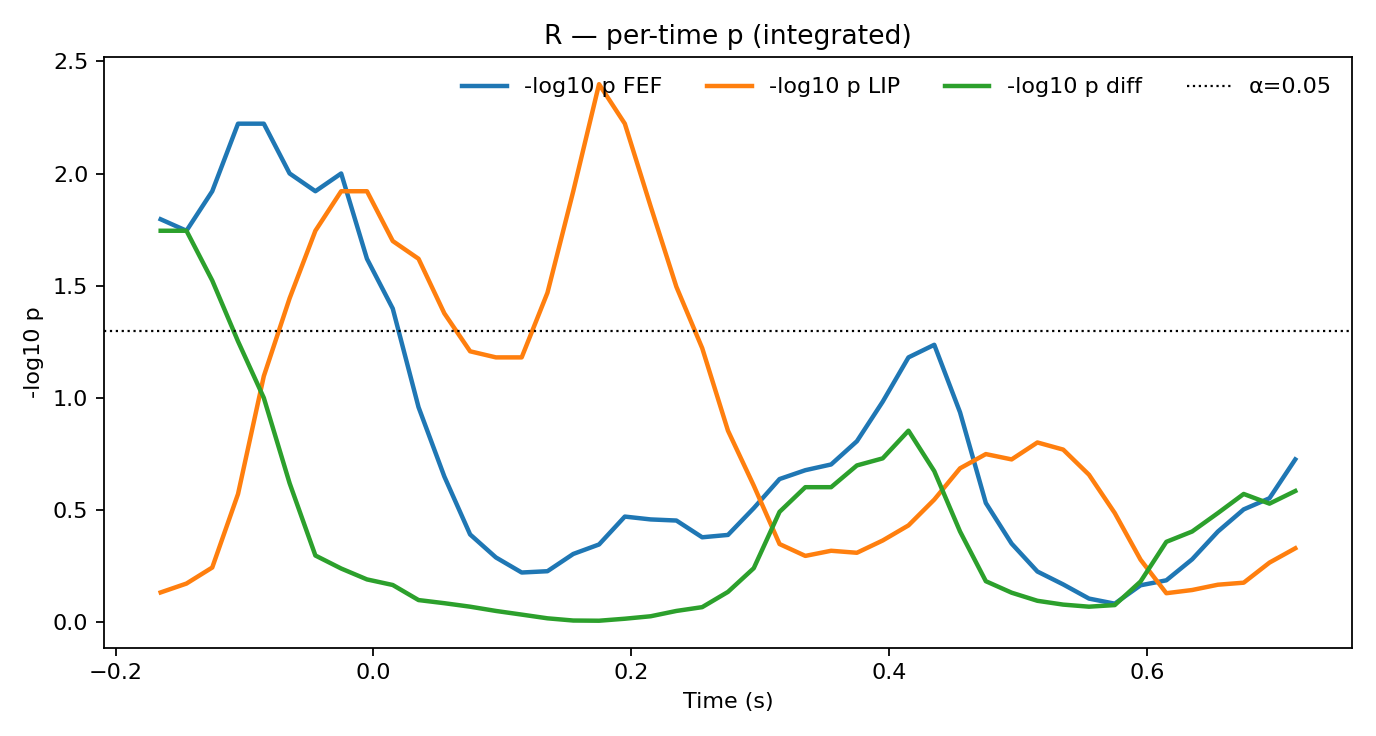 R — per-time p (integrated)
-log10 p FEF
-log10 p LIP
-log10 p diff
α=0.05
-log10 p
2.5
2.0
1.5
1.0
0.5
0.0
−0.2
0.0
0.2
0.4
0.6
Time (s)